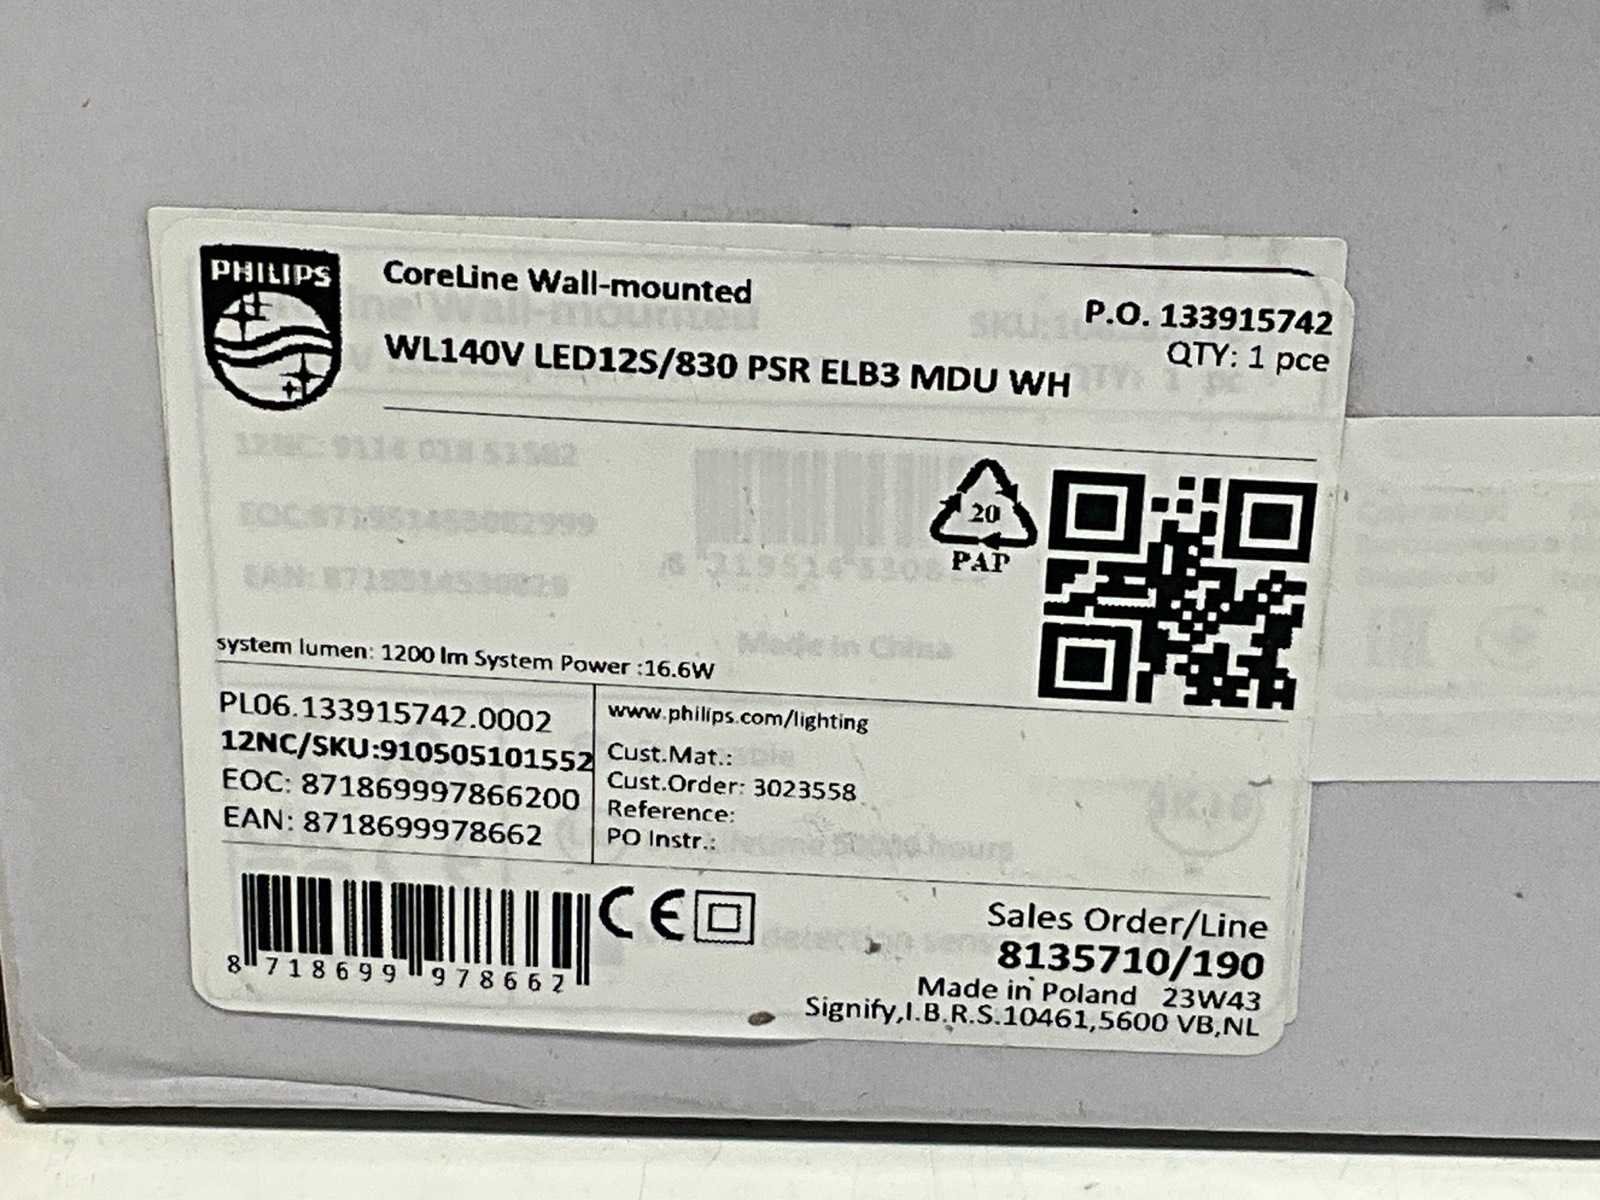 PHILIPS
CoreLine Wall-mounted
WL140V LED12S/830 PSR ELB3 MDU WH
P.O. 133915742
QTY: 1 pce
20
PAP
system lumen: 1200 lm System Power :16.6W
PL06.133915742.0002
12NC/SKU:910505101552
EOC: 871869997866200
EAN: 8718699978662
www.philips.com/lighting
Cust.Mat.:
Cust.Order: 3023558
Reference:
PO Instr.:
8 718699 978662
CE
Sales Order/Line
8135710/190
Made in Poland 23W43
Signify,I.B.R.S.10461,5600 VB,NL